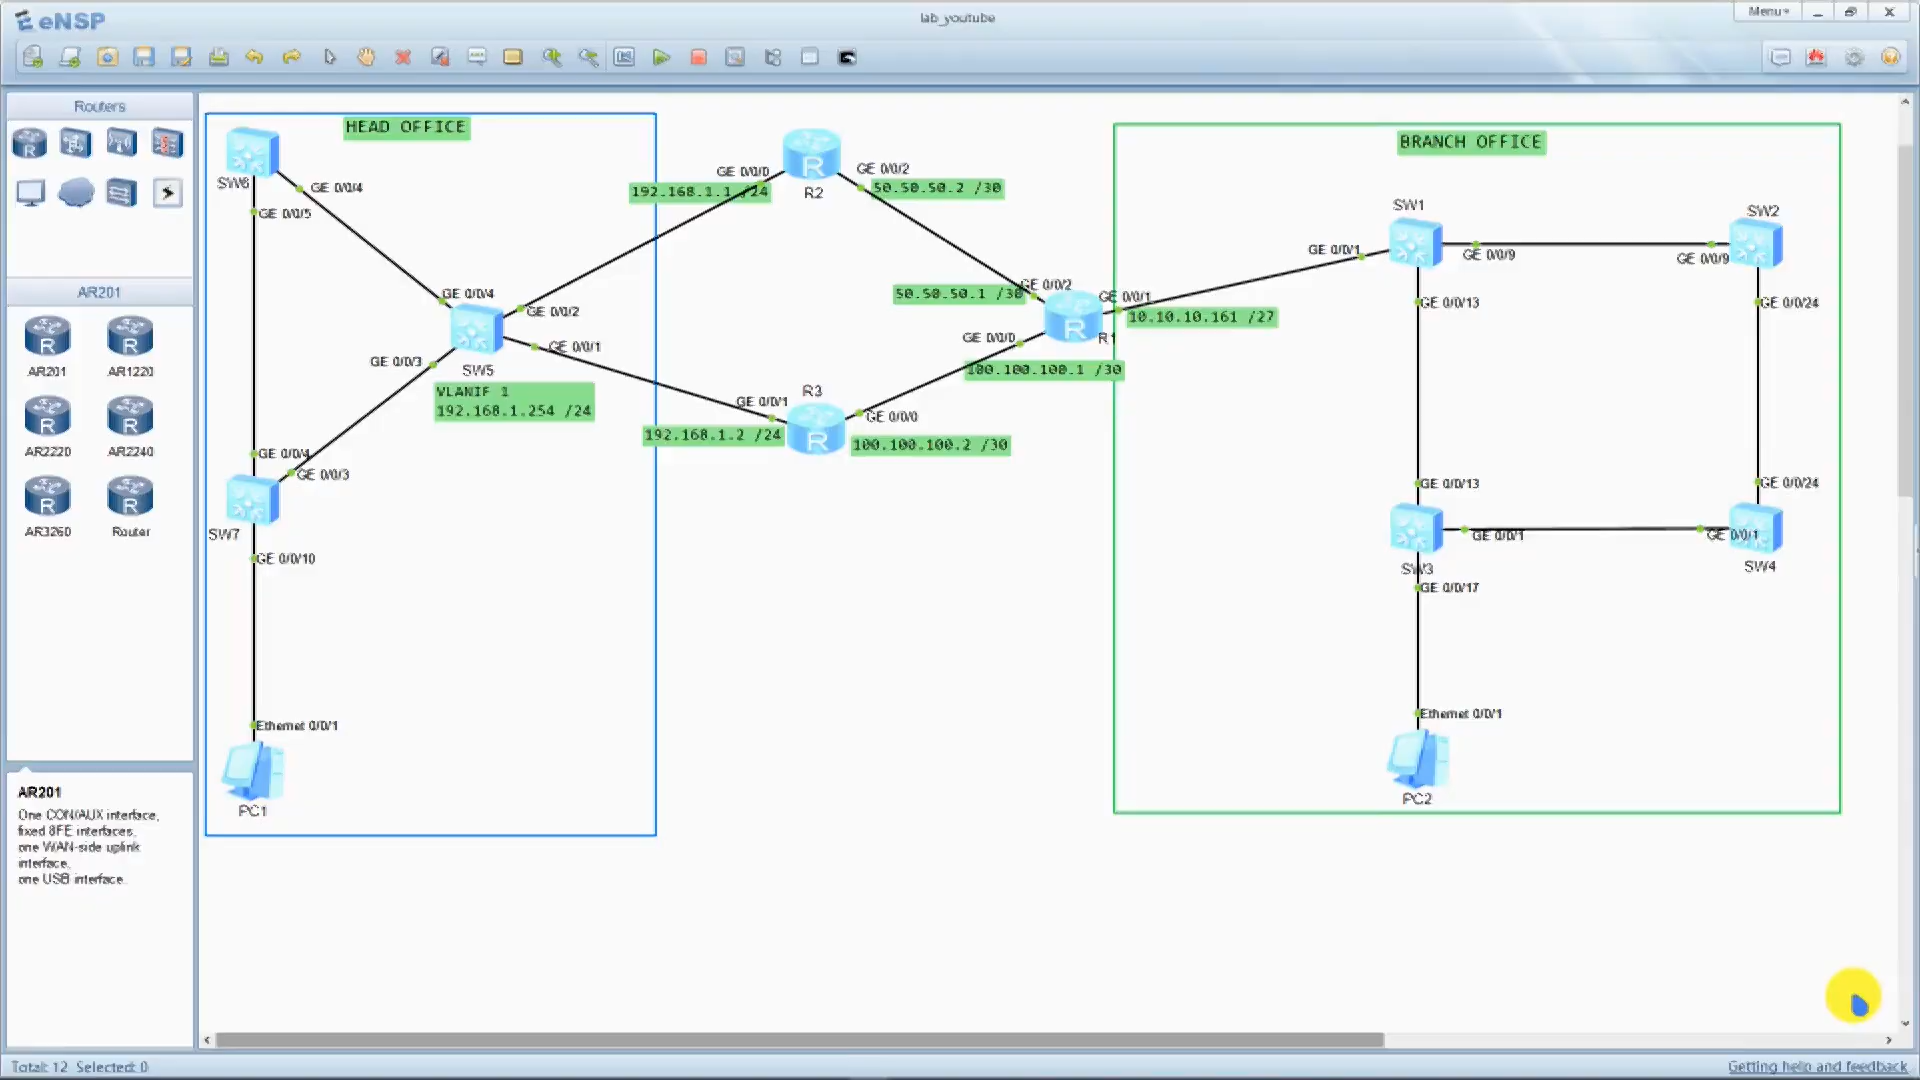 eNSP
lab_youtube
Menu
Routers
AR201
AR201
AR1220
AR2220
AR2240
AR3260
Router
AR201
One CON/AUX interface,
fixed 8FE interfaces,
one WAN-side uplink
interface,
one USB interface.
HEAD OFFICE
SW6
GE 0/0/4
GE 0/0/5
GE 0/0/4
GE 0/0/2
GE 0/0/1
GE 0/0/3
SW5
VLANIF 1
192.168.1.254 /24
GE 0/0/4
GE 0/0/3
SW7
GE 0/0/10
Ethernet 0/0/1
PC1
GE 0/0/0
192.168.1.1 /24
R2
GE 0/0/2
50.50.50.2 /30
50.50.50.1 /30
GE 0/0/2
GE 0/0/1
10.10.10.161 /27
R1
GE 0/0/0
100.100.100.1 /30
R3
GE 0/0/1
192.168.1.2 /24
GE 0/0/0
100.100.100.2 /30
BRANCH OFFICE
SW1
GE 0/0/1
GE 0/0/9
GE 0/0/13
SW2
GE 0/0/9
GE 0/0/24
GE 0/0/13
SW3
GE 0/0/1
GE 0/0/17
GE 0/0/24
GE 0/0/1
SW4
Ethernet 0/0/1
PC2
Total: 12 Selected: 0
Getting help and feedback